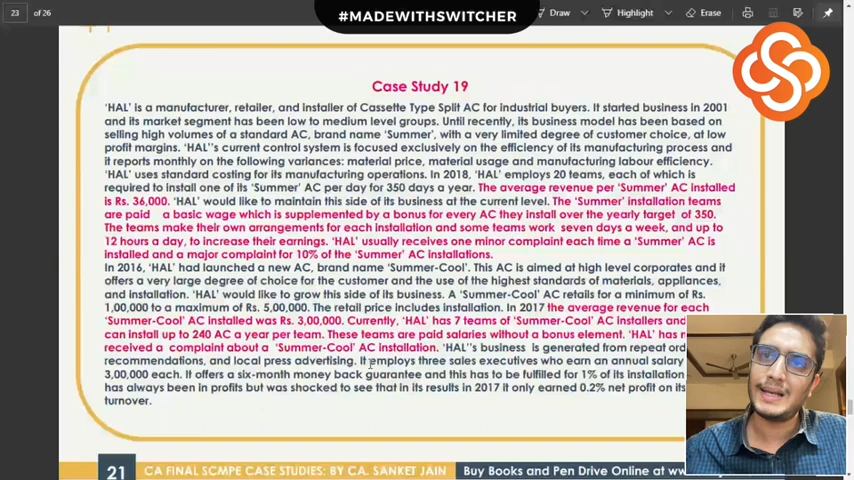 23 of 26
#MADEWITHSWITCHER
Draw
Highlight
Erase
Case Study 19
'HAL' is a manufacturer, retailer, and installer of Cassette Type Split AC for industrial buyers. It started business in 2001
and its market segment has been low to medium level groups. Until recently, its business model has been based on
selling high volumes of a standard AC, brand name 'Summer', with a very limited degree of customer choice, at low
profit margins. 'HAL''s current control system is focused exclusively on the efficiency of its manufacturing process and
it reports monthly on the following variances: material price, material usage and manufacturing labour efficiency.
'HAL' uses standard costing for its manufacturing operations. In 2018, 'HAL' employs 20 teams, each of which is
required to install one of its 'Summer' AC per day for 350 days a year. The average revenue per 'Summer' AC installed
is Rs. 36,000. 'HAL' would like to maintain this side of its business at the current level. The 'Summer' installation teams
are paid a basic wage which is supplemented by a bonus for every AC they install over the yearly target of 350.
The teams make their own arrangements for each installation and some teams work seven days a week, and up to
12 hours a day, to increase their earnings. 'HAL' usually receives one minor complaint each time a 'Summer' AC is
installed and a major complaint for 10% of the 'Summer' AC installations.
In 2016, 'HAL' had launched a new AC, brand name 'Summer-Cool'. This AC is aimed at high level corporates and it
offers a very large degree of choice for the customer and the use of the highest standards of materials, appliances,
and installation. 'HAL' would like to grow this side of its business. A 'Summer-Cool' AC retails for a minimum of Rs.
1,00,000 to a maximum of Rs. 5,00,000. The retail price includes installation. In 2017 the average revenue for each
'Summer-Cool' AC installed was Rs. 3,00,000. Currently, 'HAL' has 7 teams of 'Summer-Cool' AC installers and
can install up to 240 AC a year per team. These teams are paid salaries without a bonus element. 'HAL' has
received a complaint about a 'Summer-Cool' AC installation. 'HAL''s business is generated from repeat
recommendations, and local press advertising. It employs three sales executives who earn an annual salary
3,00,000 each. It offers a six-month money back guarantee and this has to be fulfilled for 1% of its installation
has always been in profits but was shocked to see that in its results in 2017 it only earned 0.2% net profit on its
turnover.
21 CA FINAL SCMPE CASE STUDIES: BY CA. SANKET JAIN Buy Books and Pen Drive Online at